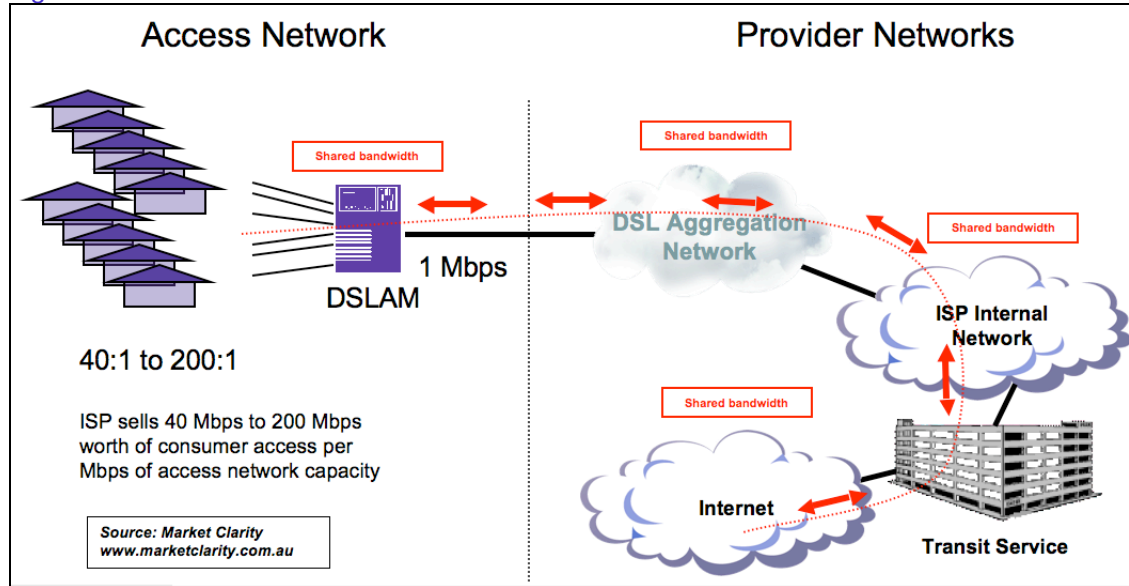 Access Network
Provider Networks
Shared bandwidth
Shared bandwidth
DSL Aggregation
Network
Shared bandwidth
1 Mbps
DSLAM
ISP Internal
Network
40:1 to 200:1
Shared bandwidth
ISP sells 40 Mbps to 200 Mbps
worth of consumer access per
Mbps of access network capacity
Internet
Source: Market Clarity
www.marketclarity.com.au
Transit Service